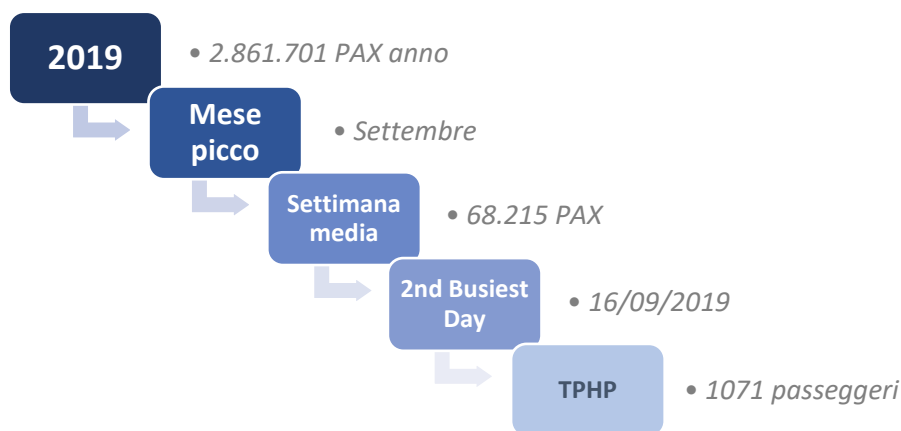 2019
• 2.861.701 PAX anno
Mese
picco
• Settembre
Settimana
media
• 68.215 PAX
2nd Busiest
Day
• 16/09/2019
TPHP
• 1071 passeggeri